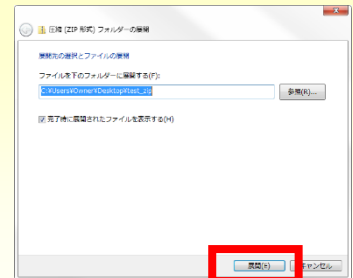 圧縮 (ZIP 形式) フォルダーの展開
展開先の選択とファイルの展開
ファイルを下のフォルダーに展開する(F):
C:¥Users¥Owner¥Desktop¥test_zip
参照(R)...
完了時に展開されたファイルを表示する(H)
展開(E)
キャンセル